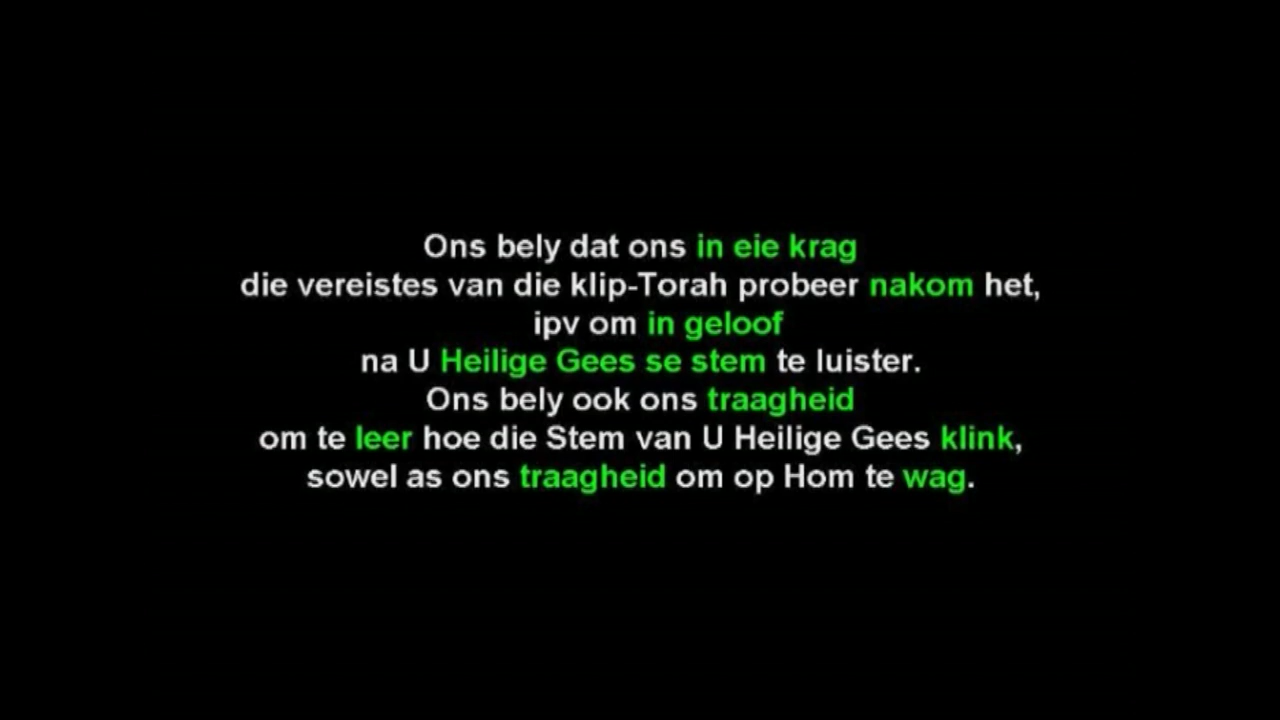 Ons bely dat ons in eie krag
die vereistes van die klip-Torah probeer nakom het,
ipv om in geloof
na U Heilige Gees se stem te luister.
Ons bely ook ons traagheid
om te leer hoe die Stem van U Heilige Gees klink,
sowel as ons traagheid om op Hom te wag.